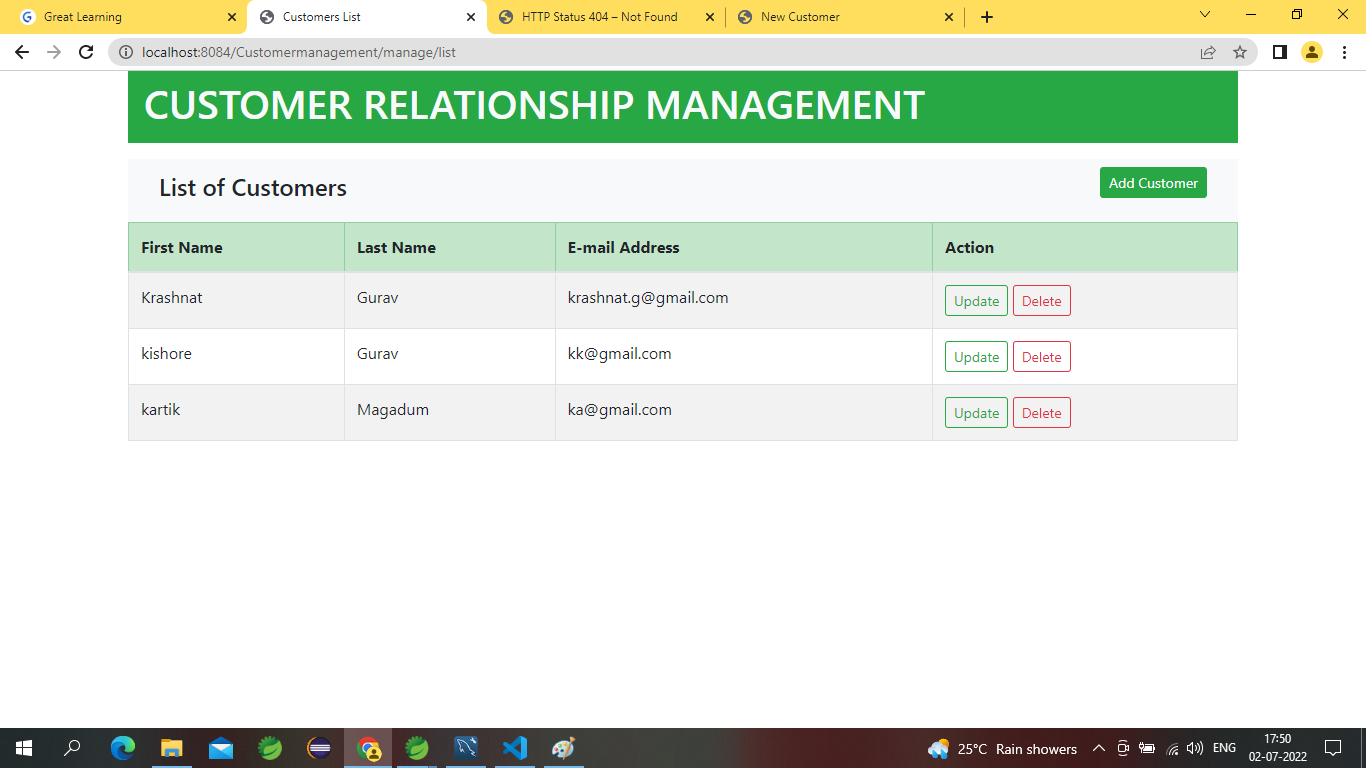 Great Learning Customers List HTTP Status 404 – Not Found New Customer
localhost:8084/Customermanagement/manage/list
CUSTOMER RELATIONSHIP MANAGEMENT
List of Customers Add Customer
First Name Last Name E-mail Address Action
Krashnat Gurav krashnat.g@gmail.com Update Delete
kishore Gurav kk@gmail.com Update Delete
kartik Magadum ka@gmail.com Update Delete
25°C Rain showers ENG 17:50
02-07-2022